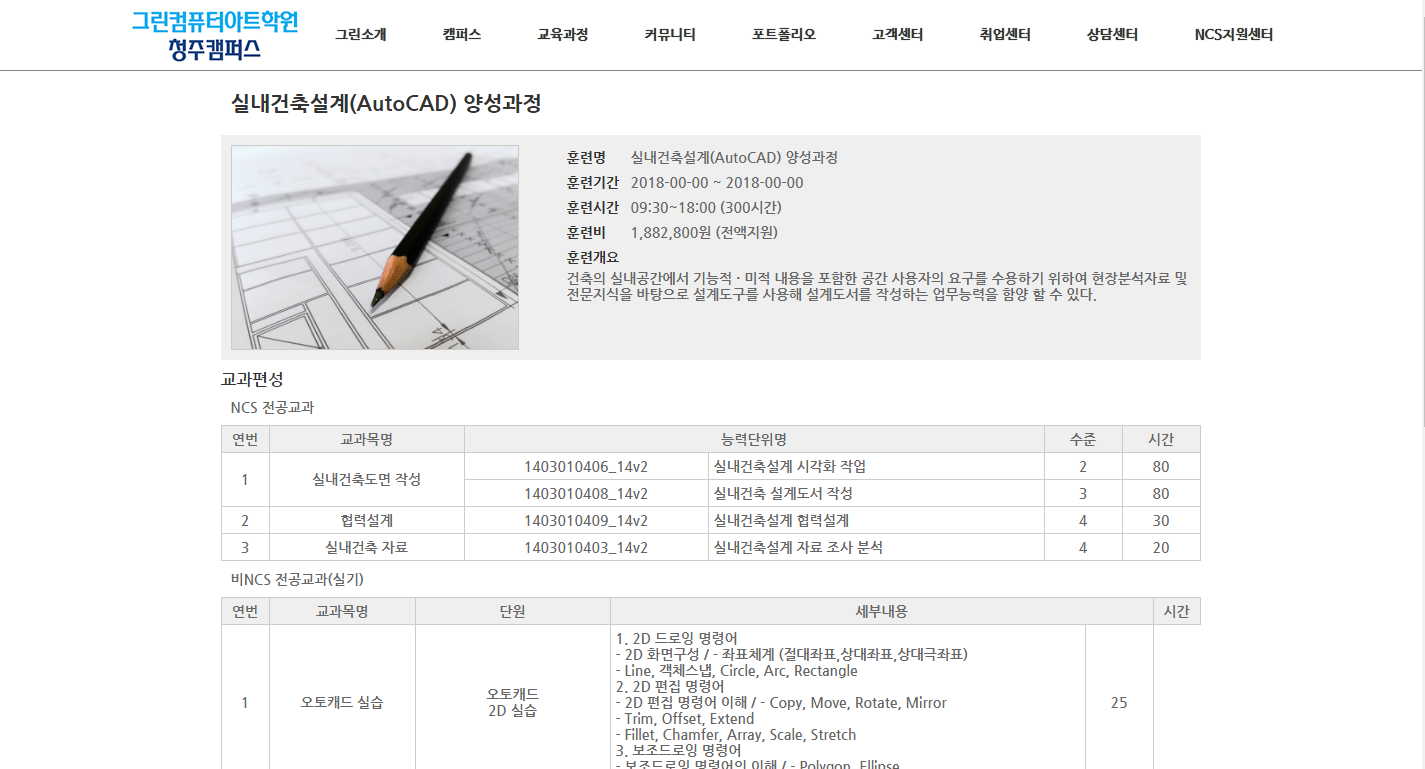 그린컴퓨터아트학원
청주캠퍼스
그린소개 캠퍼스 교육과정 커뮤니티 포트폴리오 고객센터 취업센터 상담센터 NCS지원센터
실내건축설계(AutoCAD) 양성과정
훈련명 실내건축설계(AutoCAD) 양성과정
훈련기간 2018-00-00 ~ 2018-00-00
훈련시간 09:30~18:00 (300시간)
훈련비 1,882,800원 (전액지원)
훈련개요
건축의 실내공간에서 기능적 · 미적 내용을 포함한 공간 사용자의 요구를 수용하기 위하여 현장분석자료 및
전문지식을 바탕으로 설계도구를 사용해 설계도서를 작성하는 업무능력을 함양 할 수 있다.
교과편성
NCS 전공교과
연번 교과목명 능력단위명 수준 시간
1 실내건축도면 작성 1403010406_14v2 실내건축설계 시각화 작업 2 80
1403010408_14v2 실내건축 설계도서 작성 3 80
2 협력설계 1403010409_14v2 실내건축설계 협력설계 4 30
3 실내건축 자료 1403010403_14v2 실내건축설계 자료 조사 분석 4 20
비NCS 전공교과(실기)
연번 교과목명 단원 세부내용 시간
1 오토캐드 실습 오토캐드
2D 실습
1. 2D 드로잉 명령어
- 2D 화면구성 / - 좌표체계 (절대좌표,상대좌표,상대극좌표)
- Line, 객체스냅, Circle, Arc, Rectangle
2. 2D 편집 명령어
- 2D 편집 명령어 이해 / - Copy, Move, Rotate, Mirror
- Trim, Offset, Extend
- Fillet, Chamfer, Array, Scale, Stretch
3. 보조드로잉 명령어
- 보조드로잉 명령어의 이해 / - Polygon, Ellipse
25